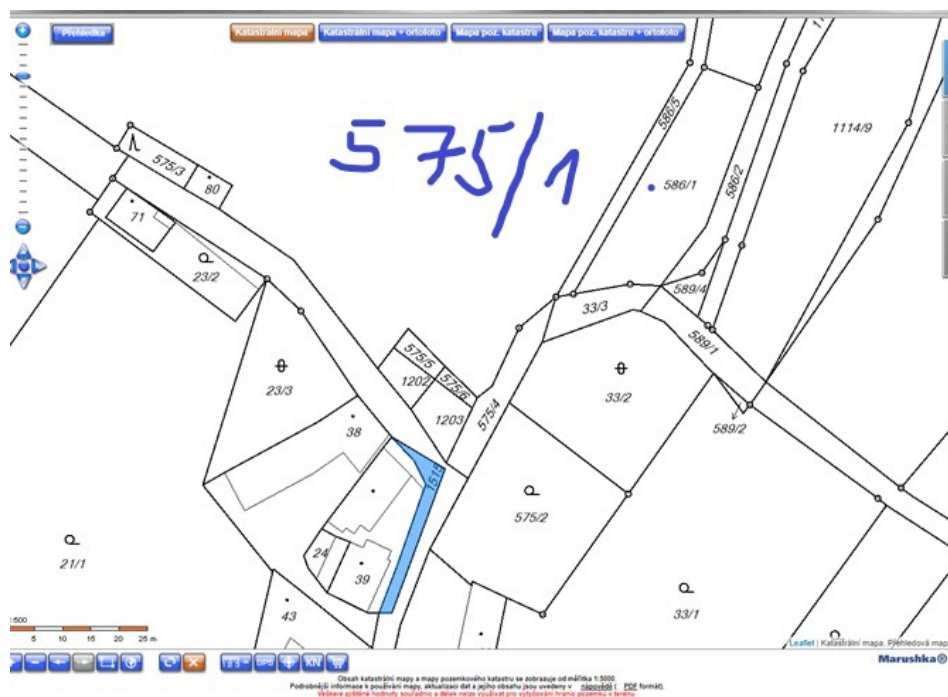 Přehledka
Katastrální mapa
Katastrální mapa + ortofoto
Mapa poz. katastru
Mapa poz. katastru + ortofoto
575/1
586/5
1114/9
575/3
80
586/1
586/2
71
23/2
589/4
33/3
589/1
575/5
1202
575/6
23/3
33/2
1203
575/4
589/2
38
1515
575/2
24
39
21/1
43
33/1
:500
5 10 15 20 25 m
Leaflet | Katastrální mapa, Přehledová map
GPS
KN
Marushka®
Obsah katastrální mapy a mapy pozemkového katastru se zobrazuje od měřítka 1:5000.
Podrobnější informace k používání mapy, aktualizaci dat a jejího obsahu jsou uvedeny v nápovědě ( PDF formát).
Veškeré zjištěné hodnoty souřadnic a délek nelze využívat pro vytyčování hranic pozemků v terénu.